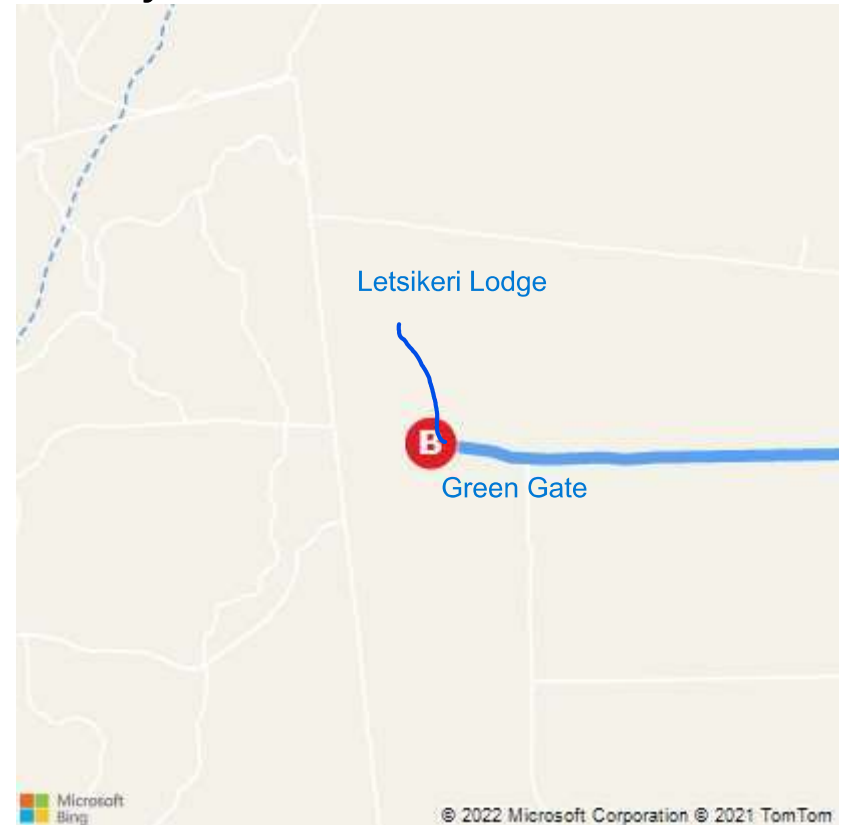 Letsikeri Lodge
B
Green Gate
Microsoft
Bing
© 2022 Microsoft Corporation © 2021 TomTom